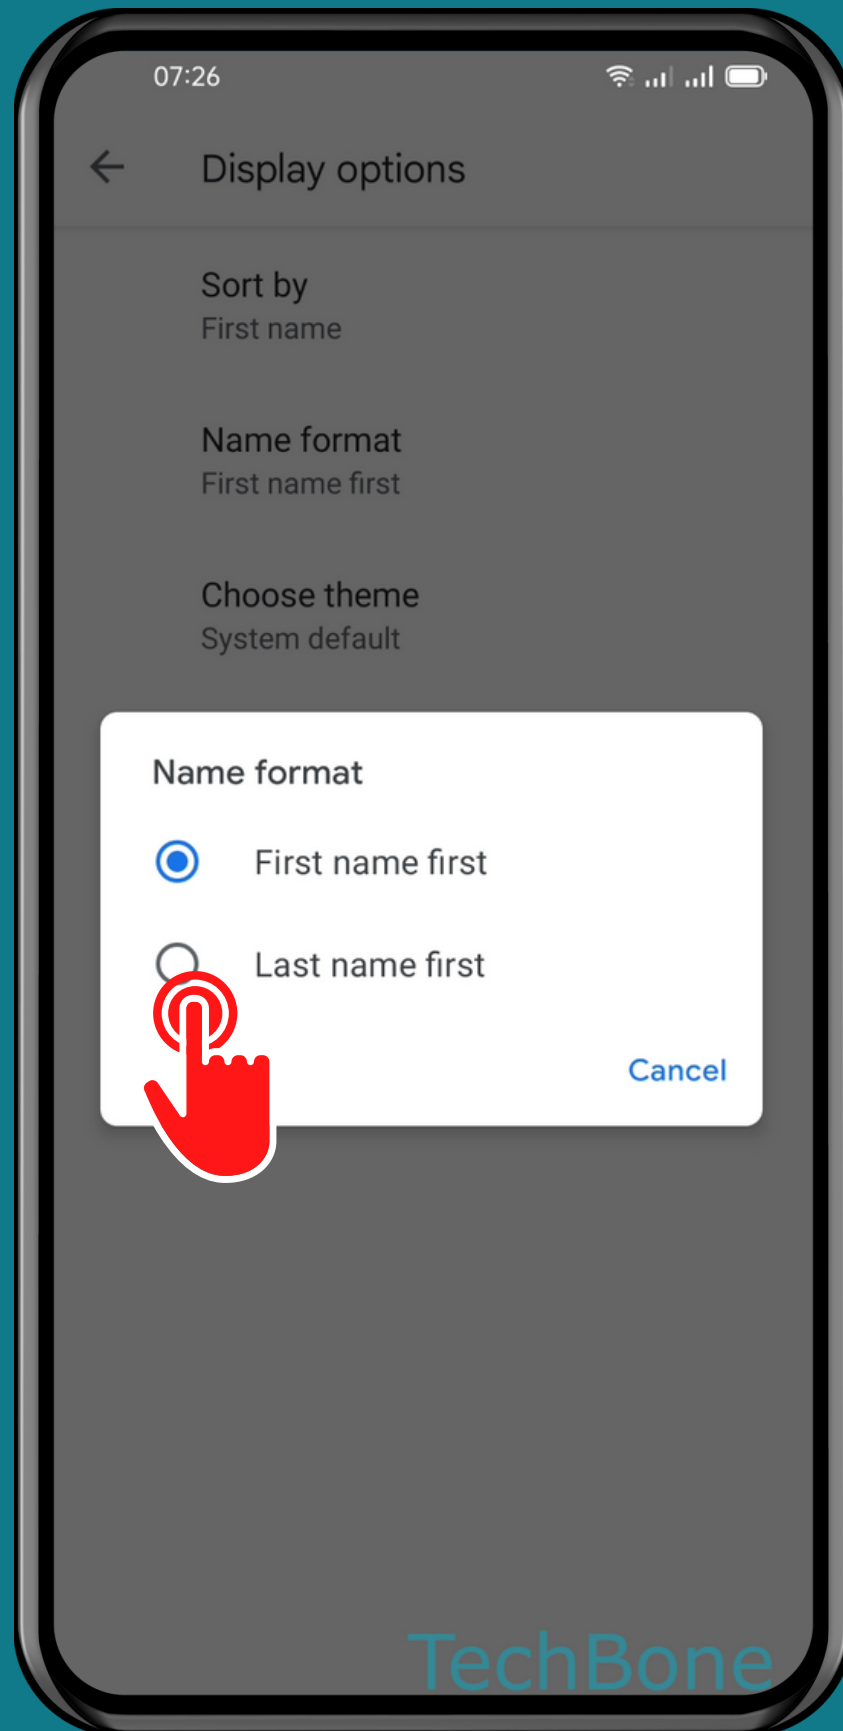 07:26
Display options
Sort by
First name
Name format
First name first
Choose theme
System default
Name format
First name first
Last name first
Cancel
TechBone